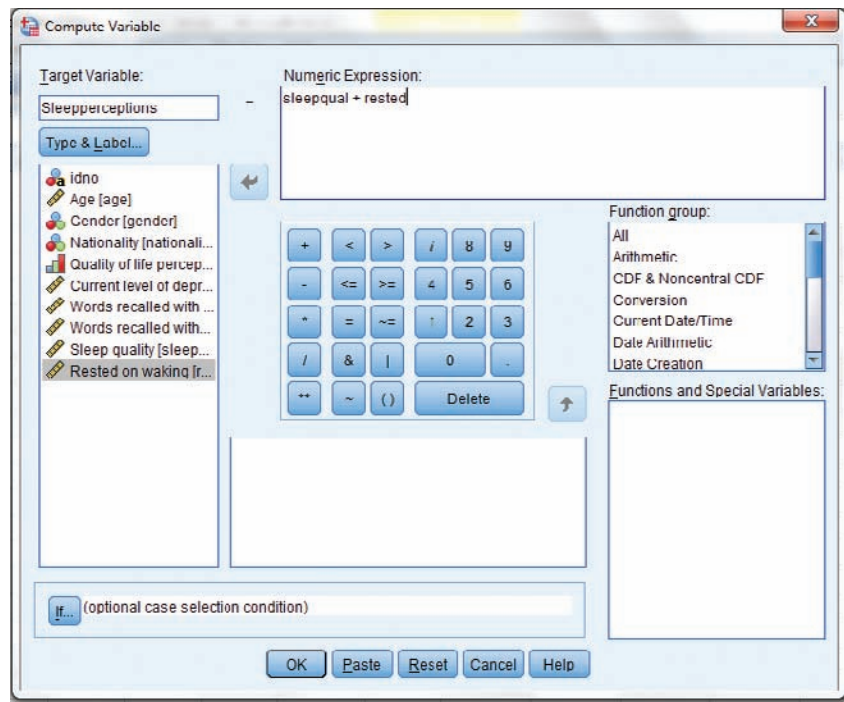 Compute Variable
Target Variable:
Numeric Expression:
Sleepperceptions
=
sleepqual + rested
Type & Label...
idno
Age [age]
Gender [gender]
Nationality [nationali...
Quality of life percep...
Current level of depr...
Words recalled with ...
Words recalled with...
Sleep quality [sleep...
Rested on waking [r...
+ < > 7 8 9
- <= >= 4 5 6
* = ~= 1 2 3
/ & | 0 .
** ~ ( ) Delete
Function group:
All
Arithmetic
CDF & Noncentral CDF
Conversion
Current Date/Time
Date Arithmetic
Date Creation
Functions and Special Variables:
If... (optional case selection condition)
OK Paste Reset Cancel Help